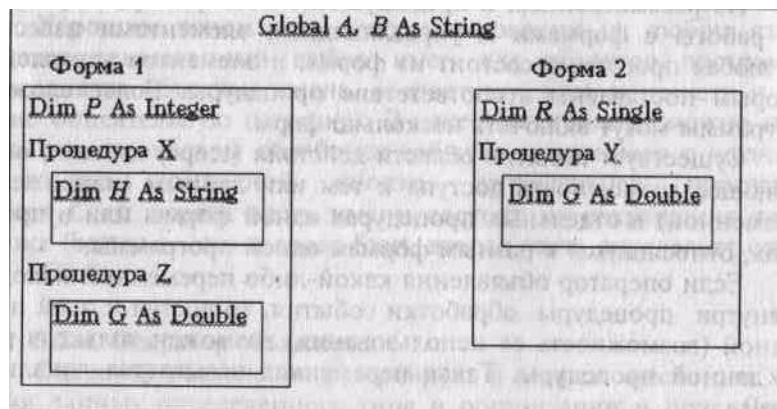 Global A, B As String
Форма 1
Dim P As Integer
Процедура X
Dim H As String
Процедура Z
Dim G As Double
Форма 2
Dim R As Single
Процедура Y
Dim G As Double